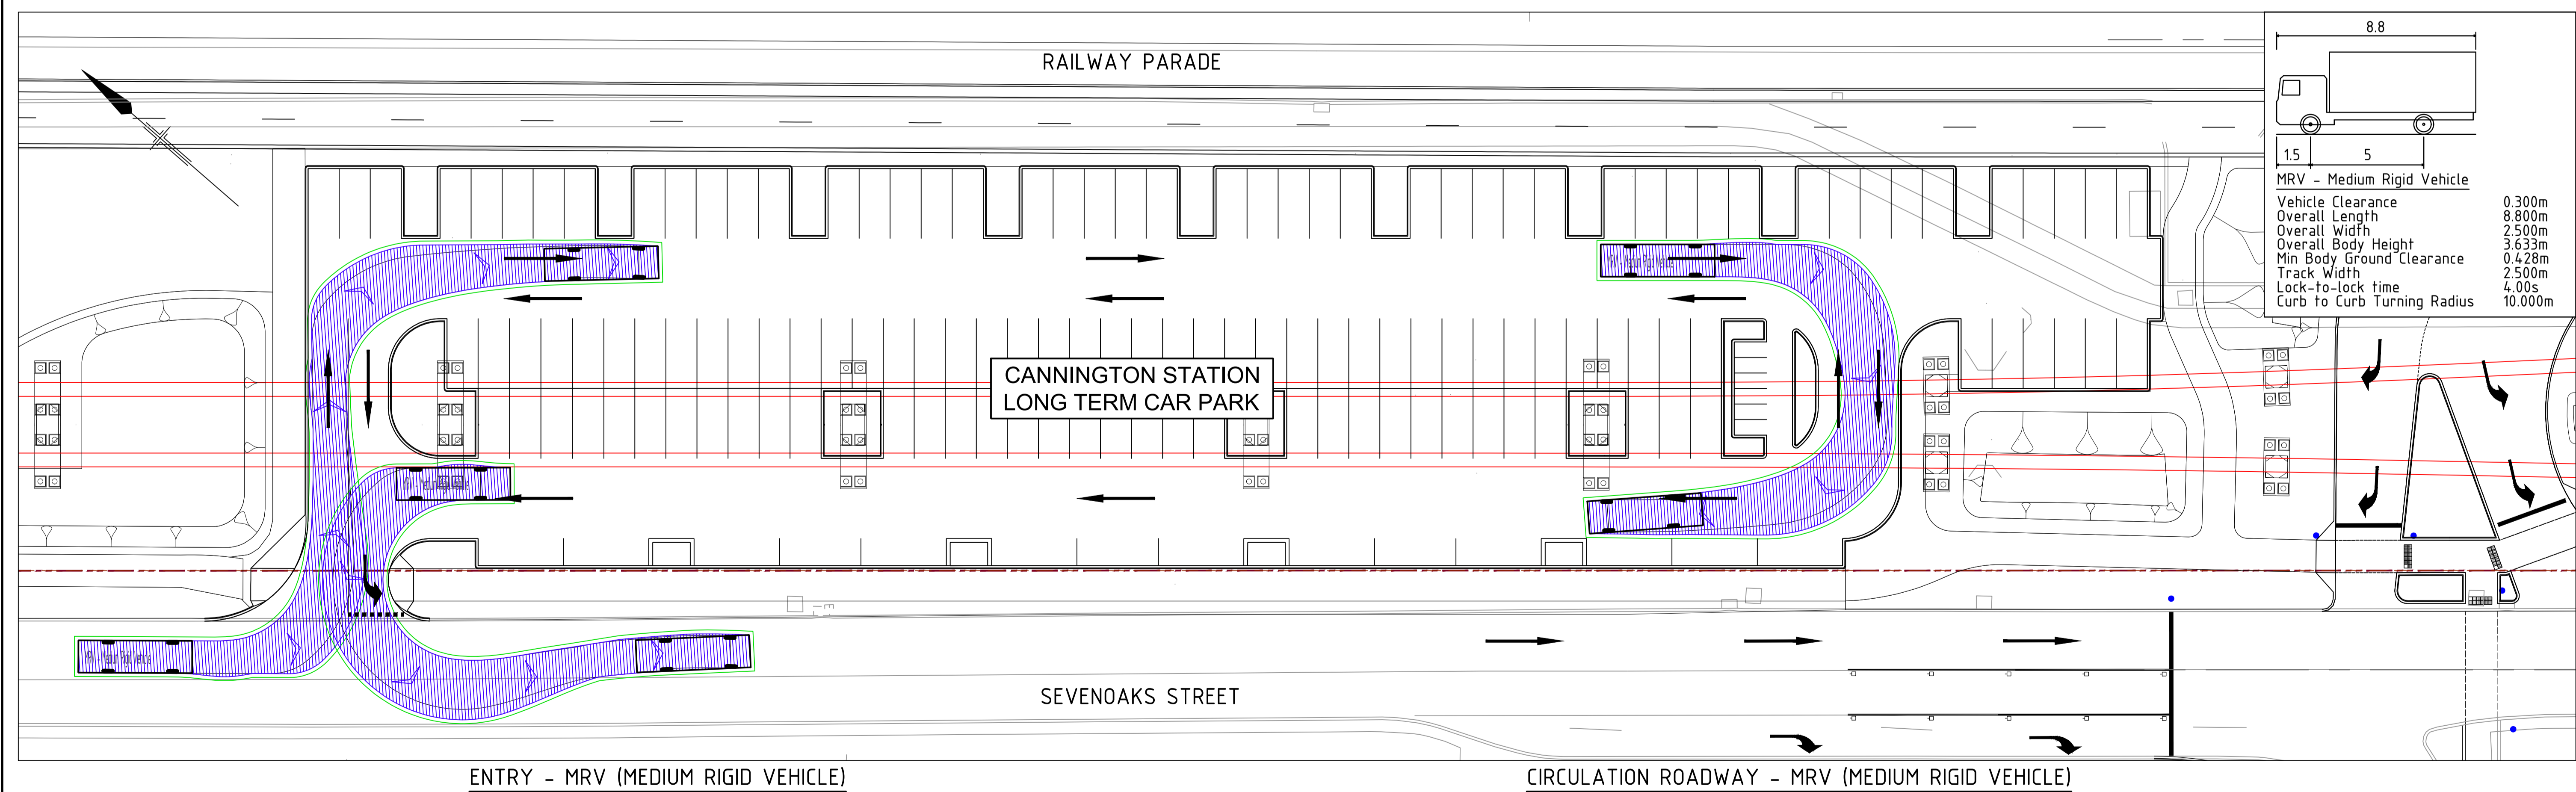 RAILWAY PARADE
8.8
1.5 5
MRV - Medium Rigid Vehicle
Vehicle Clearance 0.300m
Overall Length 8.800m
Overall Width 2.500m
Overall Body Height 3.633m
Min Body Ground Clearance 0.428m
Track Width 2.500m
Lock-to-lock time 4.00s
Curb to Curb Turning Radius 10.000m
CANNINGTON STATION
LONG TERM CAR PARK
SEVENOAKS STREET
ENTRY - MRV (MEDIUM RIGID VEHICLE)
CIRCULATION ROADWAY - MRV (MEDIUM RIGID VEHICLE)